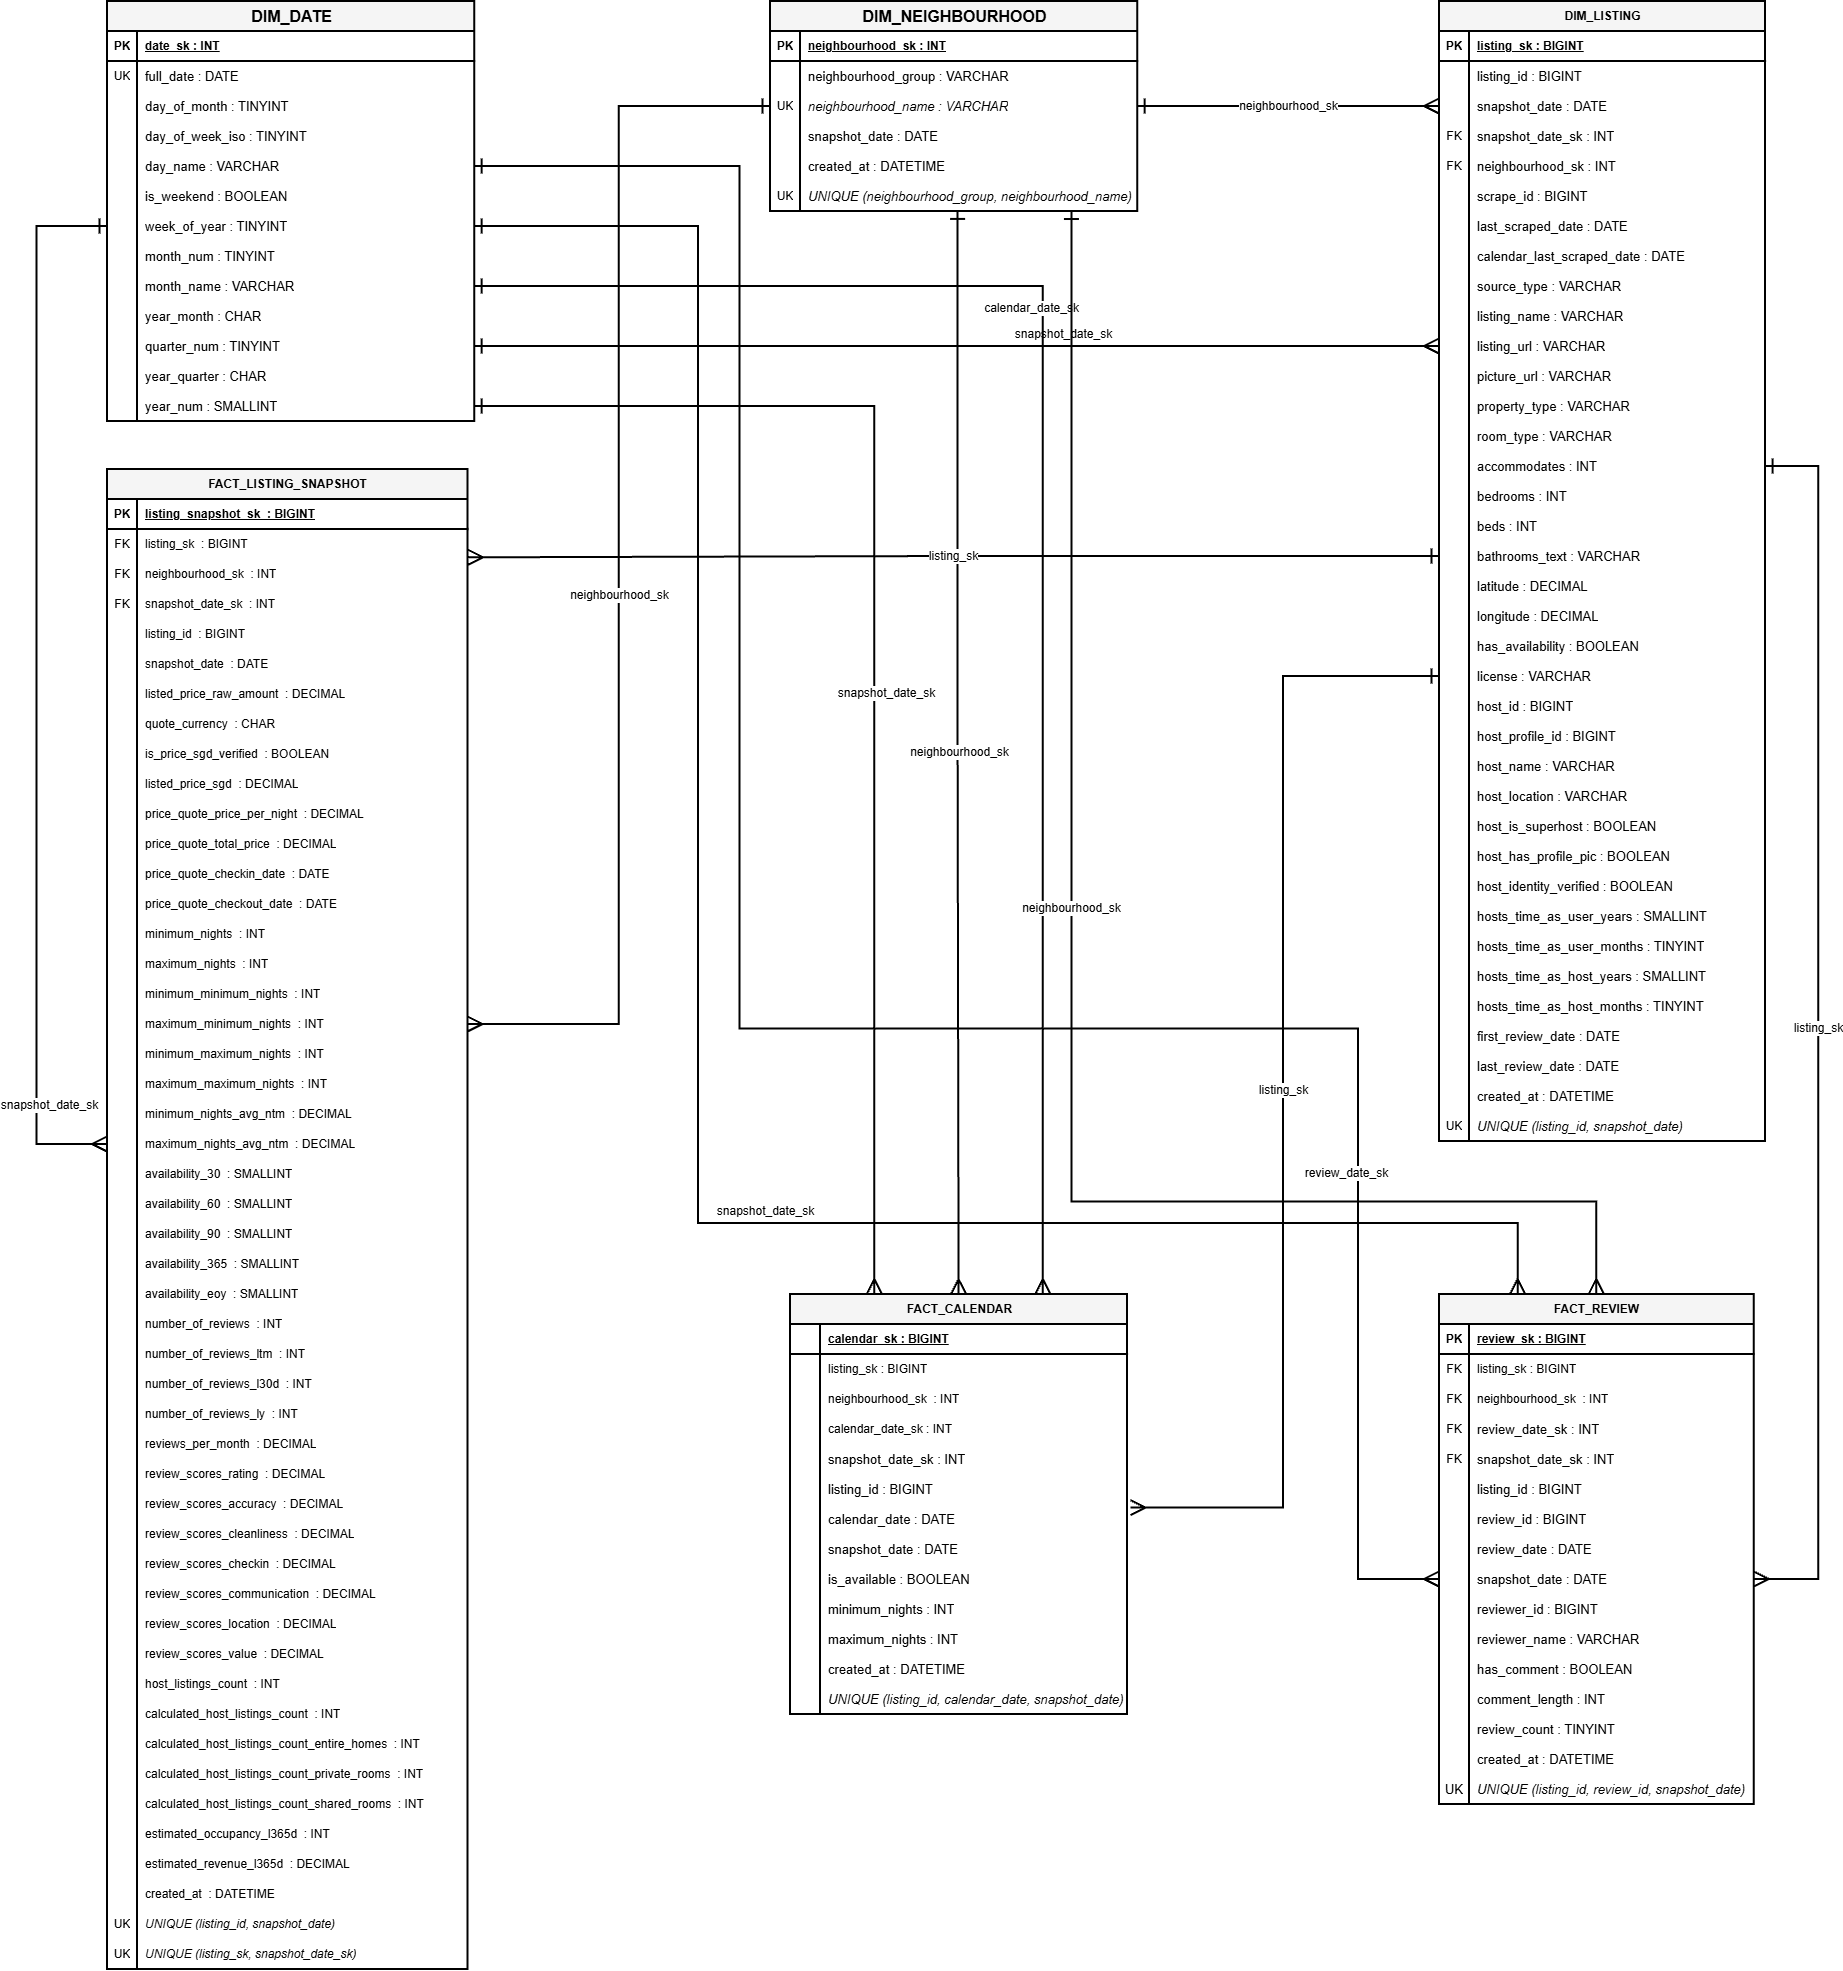 DIM_DATE
PK date_sk : INT
UK full_date : DATE
day_of_month : TINYINT
day_of_week_iso : TINYINT
day_name : VARCHAR
is_weekend : BOOLEAN
week_of_year : TINYINT
month_num : TINYINT
month_name : VARCHAR
year_month : CHAR
quarter_num : TINYINT
year_quarter : CHAR
year_num : SMALLINT
DIM_NEIGHBOURHOOD
PK neighbourhood_sk : INT
neighbourhood_group : VARCHAR
UK neighbourhood_name : VARCHAR
snapshot_date : DATE
created_at : DATETIME
UK UNIQUE (neighbourhood_group, neighbourhood_name)
DIM_LISTING
PK listing_sk : BIGINT
listing_id : BIGINT
snapshot_date : DATE
FK snapshot_date_sk : INT
FK neighbourhood_sk : INT
scrape_id : BIGINT
last_scraped_date : DATE
calendar_last_scraped_date : DATE
source_type : VARCHAR
listing_name : VARCHAR
listing_url : VARCHAR
picture_url : VARCHAR
property_type : VARCHAR
room_type : VARCHAR
accommodates : INT
bedrooms : INT
beds : INT
bathrooms_text : VARCHAR
latitude : DECIMAL
longitude : DECIMAL
has_availability : BOOLEAN
license : VARCHAR
host_id : BIGINT
host_profile_id : BIGINT
host_name : VARCHAR
host_location : VARCHAR
host_is_superhost : BOOLEAN
host_has_profile_pic : BOOLEAN
host_identity_verified : BOOLEAN
hosts_time_as_user_years : SMALLINT
hosts_time_as_user_months : TINYINT
hosts_time_as_host_years : SMALLINT
hosts_time_as_host_months : TINYINT
first_review_date : DATE
last_review_date : DATE
created_at : DATETIME
UK UNIQUE (listing_id, snapshot_date)
neighbourhood_sk
calendar_date_sk
snapshot_date_sk
listing_sk
neighbourhood_sk
snapshot_date_sk
neighbourhood_sk
neighbourhood_sk
listing_sk
listing_sk
snapshot_date_sk
review_date_sk
snapshot_date_sk
FACT_LISTING_SNAPSHOT
PK listing_snapshot_sk : BIGINT
FK listing_sk : BIGINT
FK neighbourhood_sk : INT
FK snapshot_date_sk : INT
listing_id : BIGINT
snapshot_date : DATE
listed_price_raw_amount : DECIMAL
quote_currency : CHAR
is_price_sgd_verified : BOOLEAN
listed_price_sgd : DECIMAL
price_quote_price_per_night : DECIMAL
price_quote_total_price : DECIMAL
price_quote_checkin_date : DATE
price_quote_checkout_date : DATE
minimum_nights : INT
maximum_nights : INT
minimum_minimum_nights : INT
maximum_minimum_nights : INT
minimum_maximum_nights : INT
maximum_maximum_nights : INT
minimum_nights_avg_ntm : DECIMAL
maximum_nights_avg_ntm : DECIMAL
availability_30 : SMALLINT
availability_60 : SMALLINT
availability_90 : SMALLINT
availability_365 : SMALLINT
availability_eoy : SMALLINT
number_of_reviews : INT
number_of_reviews_ltm : INT
number_of_reviews_l30d : INT
number_of_reviews_ly : INT
reviews_per_month : DECIMAL
review_scores_rating : DECIMAL
review_scores_accuracy : DECIMAL
review_scores_cleanliness : DECIMAL
review_scores_checkin : DECIMAL
review_scores_communication : DECIMAL
review_scores_location : DECIMAL
review_scores_value : DECIMAL
host_listings_count : INT
calculated_host_listings_count : INT
calculated_host_listings_count_entire_homes : INT
calculated_host_listings_count_private_rooms : INT
calculated_host_listings_count_shared_rooms : INT
estimated_occupancy_l365d : INT
estimated_revenue_l365d : DECIMAL
created_at : DATETIME
UK UNIQUE (listing_id, snapshot_date)
UK UNIQUE (listing_sk, snapshot_date_sk)
FACT_CALENDAR
calendar_sk : BIGINT
listing_sk : BIGINT
neighbourhood_sk : INT
calendar_date_sk : INT
snapshot_date_sk : INT
listing_id : BIGINT
calendar_date : DATE
snapshot_date : DATE
is_available : BOOLEAN
minimum_nights : INT
maximum_nights : INT
created_at : DATETIME
UNIQUE (listing_id, calendar_date, snapshot_date)
FACT_REVIEW
PK review_sk : BIGINT
FK listing_sk : BIGINT
FK neighbourhood_sk : INT
FK review_date_sk : INT
FK snapshot_date_sk : INT
listing_id : BIGINT
review_id : BIGINT
review_date : DATE
snapshot_date : DATE
reviewer_id : BIGINT
reviewer_name : VARCHAR
has_comment : BOOLEAN
comment_length : INT
review_count : TINYINT
created_at : DATETIME
UK UNIQUE (listing_id, review_id, snapshot_date)